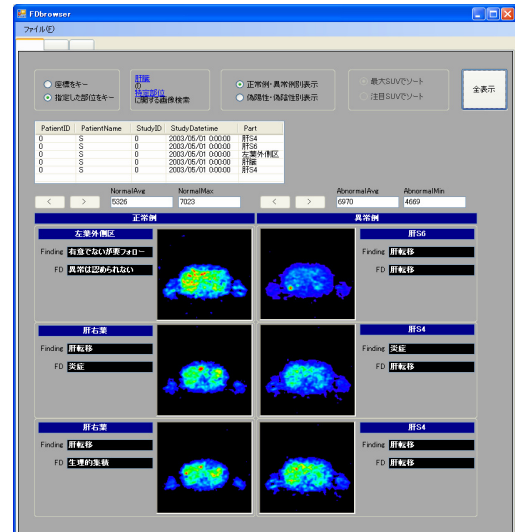 FDbrowser
ファイル(F)
座標をキー
指定した部位をキー
肝臓
の
特定部位
に関する画像検索
正常例・異常例別表示
偽陽性・偽陰性別表示
最大SUVでソート
注目SUVでソート
全表示
PatientID PatientName StudyID StudyDatetime Part
0 S 0 2003/05/01 0:00:00 肝S4
0 S 0 2003/05/01 0:00:00 肝S6
0 S 0 2003/05/01 0:00:00 左葉外側区
0 S 0 2003/05/01 0:00:00 肝臓
0 S 0 2003/05/01 0:00:00 肝S4
NormalAvg NormalMax AbnormalAvg AbnormalMin
< > 5326 7023 < > 6970 4669
正常例 異常例
左葉外側区 肝S6
Finding 有意でないが要フォロー Finding 肝転移
FD 異常は認められない FD 肝転移
肝右葉 肝S4
Finding 肝転移 Finding 炎症
FD 炎症 FD 肝転移
肝右葉 肝S4
Finding 肝転移 Finding 肝転移
FD 生理的集積 FD 肝転移